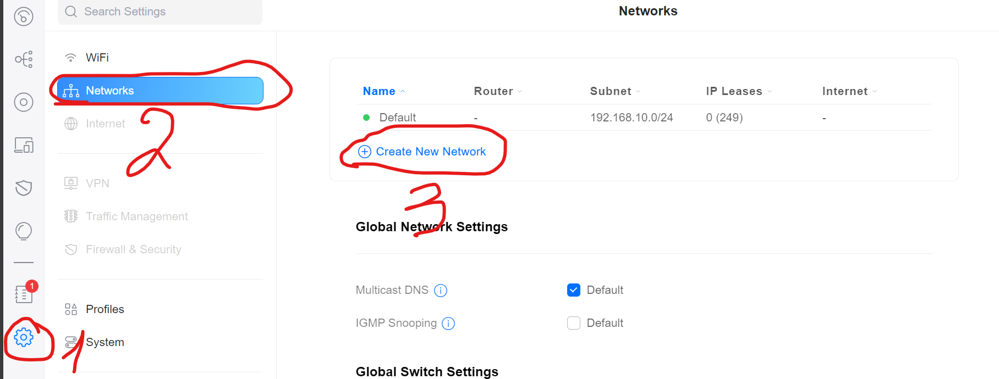 Search Settings
Networks
WiFi
Networks
Internet
2
VPN
Traffic Management
Firewall & Security
1
Profiles
System
1
Name Router Subnet IP Leases Internet
Default - 192.168.10.0/24 0 (249) -
Create New Network
3
Global Network Settings
Multicast DNS i Default
IGMP Snooping i Default
Global Switch Settings